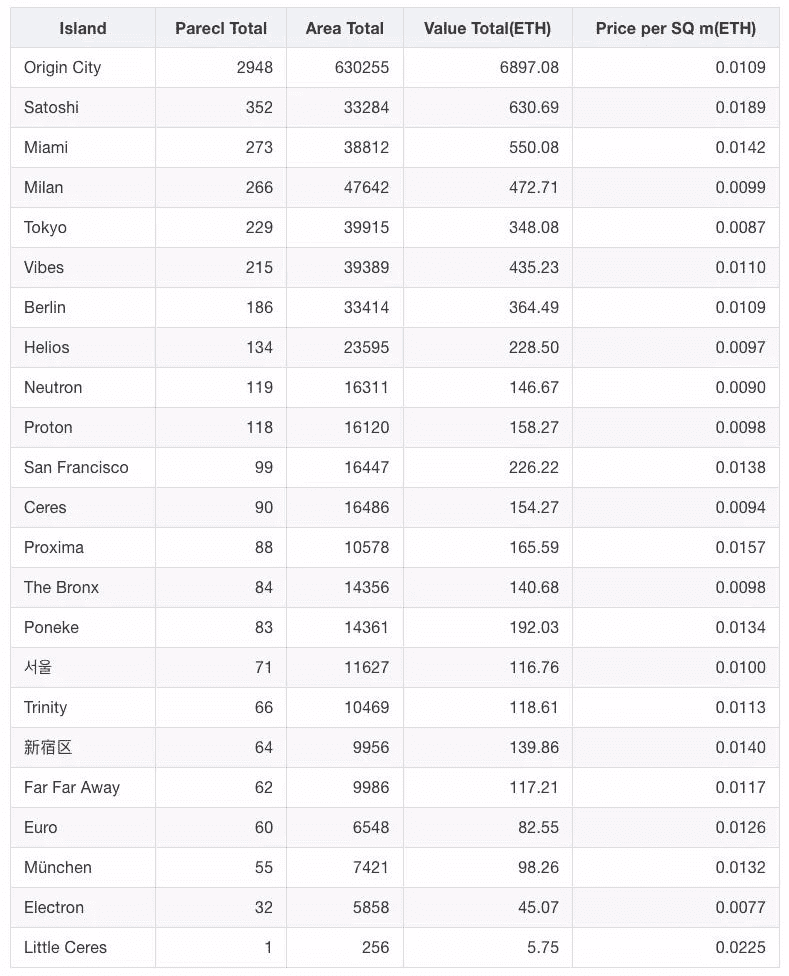 Island Parecl Total Area Total Value Total(ETH) Price per SQ m(ETH)
Origin City 2948 630255 6897.08 0.0109
Satoshi 352 33284 630.69 0.0189
Miami 273 38812 550.08 0.0142
Milan 266 47642 472.71 0.0099
Tokyo 229 39915 348.08 0.0087
Vibes 215 39389 435.23 0.0110
Berlin 186 33414 364.49 0.0109
Helios 134 23595 228.50 0.0097
Neutron 119 16311 146.67 0.0090
Proton 118 16120 158.27 0.0098
San Francisco 99 16447 226.22 0.0138
Ceres 90 16486 154.27 0.0094
Proxima 88 10578 165.59 0.0157
The Bronx 84 14356 140.68 0.0098
Poneke 83 14361 192.03 0.0134
서울 71 11627 116.76 0.0100
Trinity 66 10469 118.61 0.0113
新宿区 64 9956 139.86 0.0140
Far Far Away 62 9986 117.21 0.0117
Euro 60 6548 82.55 0.0126
München 55 7421 98.26 0.0132
Electron 32 5858 45.07 0.0077
Little Ceres 1 256 5.75 0.0225